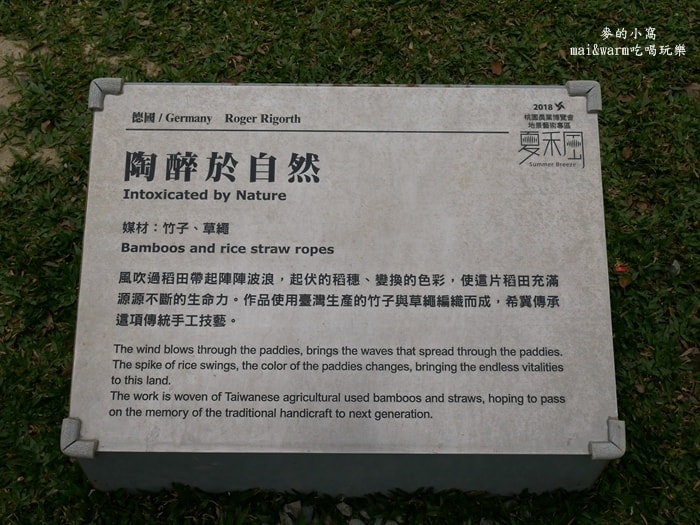 麥的小窩
mai&warm吃喝玩樂
德國 / Germany Roger Rigorth
2018
桃園農業博覽會
地景藝術專區
夏禾風
Summer Breeze
陶醉於自然
Intoxicated by Nature
媒材：竹子、草繩
Bamboos and rice straw ropes
風吹過稻田帶起陣陣波浪，起伏的稻穗、變換的色彩，使這片稻田充滿
源源不斷的生命力。作品使用臺灣生產的竹子與草繩編織而成，希冀傳承
這項傳統手工技藝。
The wind blows through the paddies, brings the waves that spread through the paddies.
The spike of rice swings, the color of the paddies changes, bringing the endless vitalities
to this land.
The work is woven of Taiwanese agricultural used bamboos and straws, hoping to pass
on the memory of the traditional handicraft to next generation.